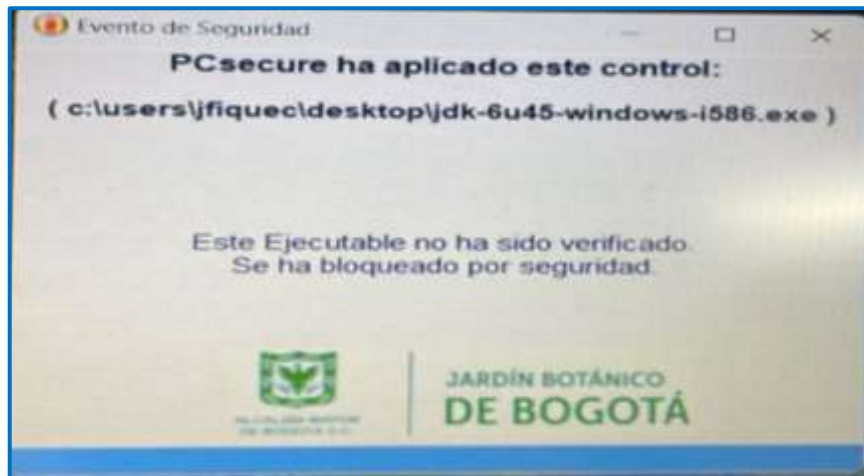 Evento de Seguridad
PCsecure ha aplicado este control:
( c:\users\jfiquec\desktop\jdk-6u45-windows-i586.exe )
Este Ejecutable no ha sido verificado.
Se ha bloqueado por seguridad.
JARDÍN BOTÁNICO
DE BOGOTÁ